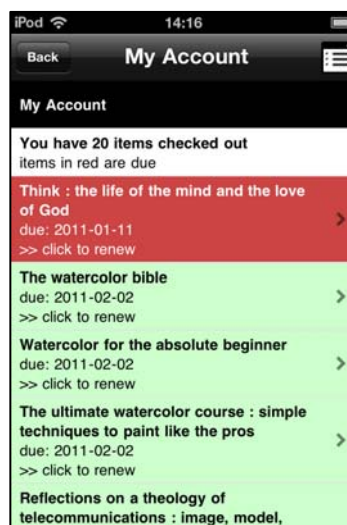 iPod 14:16
Back My Account
My Account
You have 20 items checked out
items in red are due
Think : the life of the mind and the love
of God
due: 2011-01-11
>> click to renew
The watercolor bible
due: 2011-02-02
>> click to renew
Watercolor for the absolute beginner
due: 2011-02-02
>> click to renew
The ultimate watercolor course : simple
techniques to paint like the pros
due: 2011-02-02
>> click to renew
Reflections on a theology of
telecommunications : image, model,